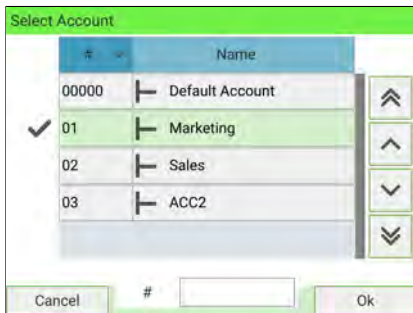 Select Account
# Name
00000 Default Account
01 Marketing
02 Sales
03 ACC2
Cancel # Ok